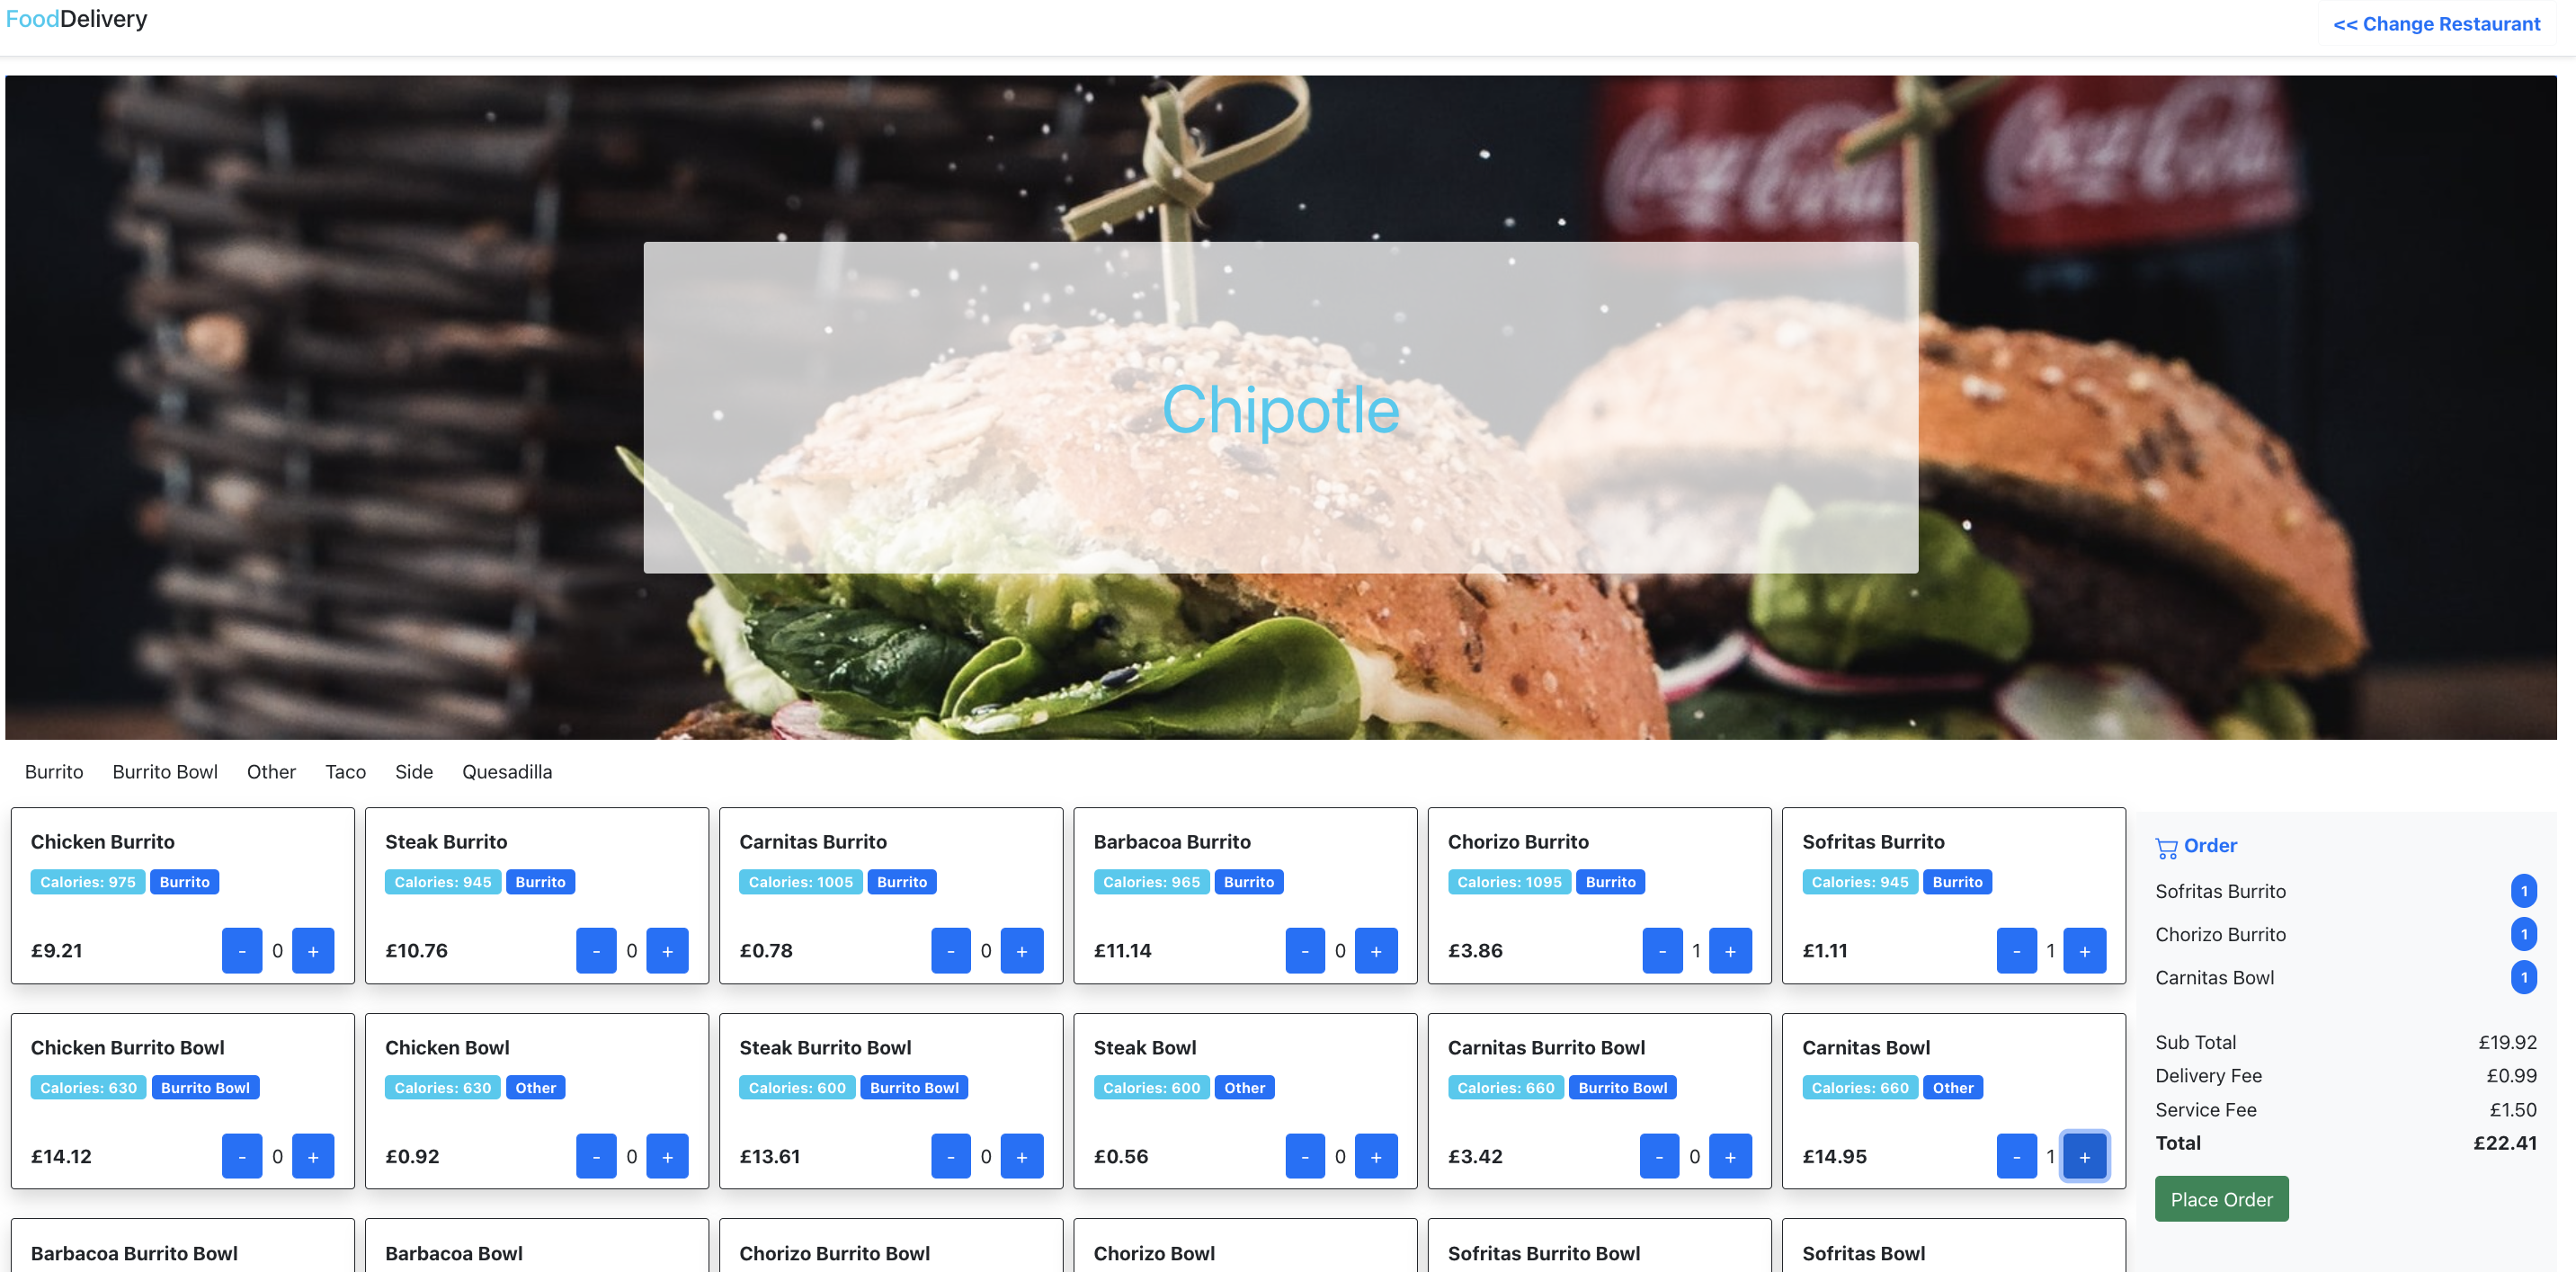 FoodDelivery
<< Change Restaurant
Coca-Cola
Coca-Cola
Chipotle
Burrito Burrito Bowl Other Taco Side Quesadilla
Chicken Burrito
Calories: 975 Burrito
£9.21 - 0 +
Steak Burrito
Calories: 945 Burrito
£10.76 - 0 +
Carnitas Burrito
Calories: 1005 Burrito
£0.78 - 0 +
Barbacoa Burrito
Calories: 965 Burrito
£11.14 - 0 +
Chorizo Burrito
Calories: 1095 Burrito
£3.86 - 1 +
Sofritas Burrito
Calories: 945 Burrito
£1.11 - 1 +
Chicken Burrito Bowl
Calories: 630 Burrito Bowl
£14.12 - 0 +
Chicken Bowl
Calories: 630 Other
£0.92 - 0 +
Steak Burrito Bowl
Calories: 600 Burrito Bowl
£13.61 - 0 +
Steak Bowl
Calories: 600 Other
£0.56 - 0 +
Carnitas Burrito Bowl
Calories: 660 Burrito Bowl
£3.42 - 0 +
Carnitas Bowl
Calories: 660 Other
£14.95 - 1 +
Barbacoa Burrito Bowl
Barbacoa Bowl
Chorizo Burrito Bowl
Chorizo Bowl
Sofritas Burrito Bowl
Sofritas Bowl
Order
Sofritas Burrito 1
Chorizo Burrito 1
Carnitas Bowl 1
Sub Total £19.92
Delivery Fee £0.99
Service Fee £1.50
Total £22.41
Place Order